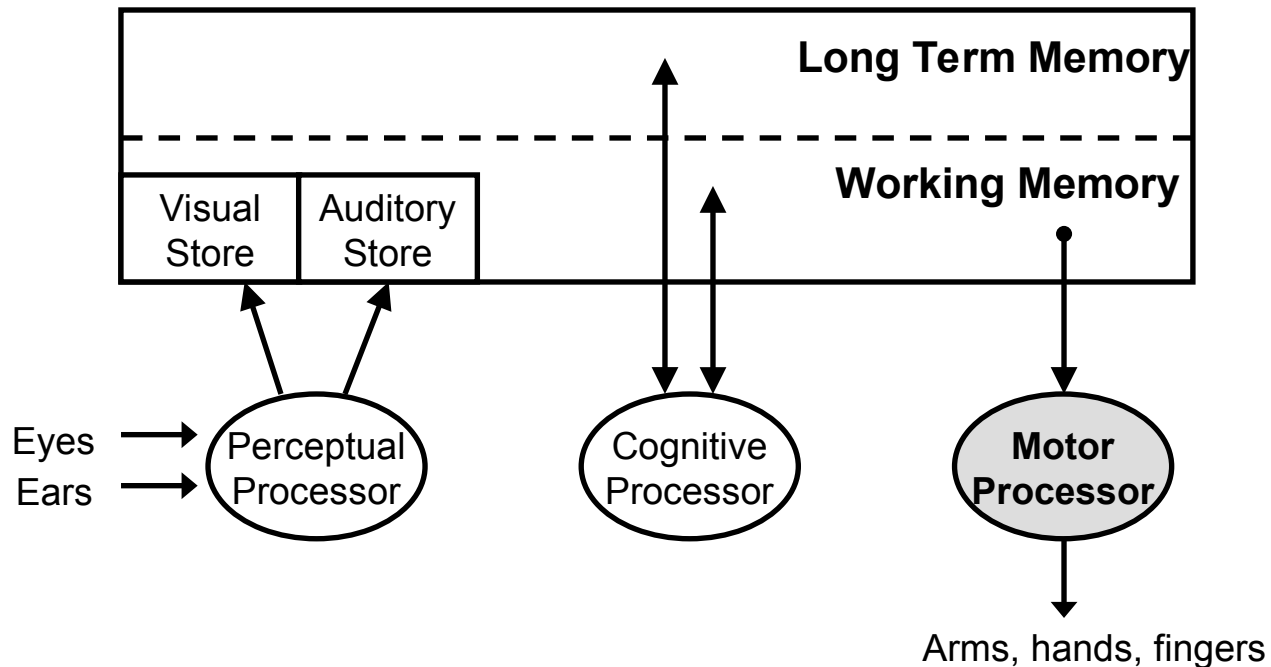 Long Term Memory
Working Memory
Visual
Store
Auditory
Store
Eyes
Ears
Perceptual
Processor
Cognitive
Processor
Motor
Processor
Arms, hands, fingers